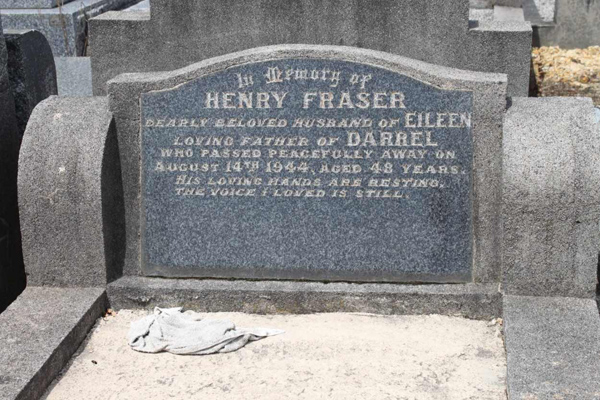 In Memory of
HENRY FRASER
DEARLY BELOVED HUSBAND OF EILEEN
LOVING FATHER OF DARREL
WHO PASSED PEACEFULLY AWAY ON
AUGUST 14TH 1944, AGED 48 YEARS.
HIS LOVING HANDS ARE RESTING.
THE VOICE I LOVED IS STILL.